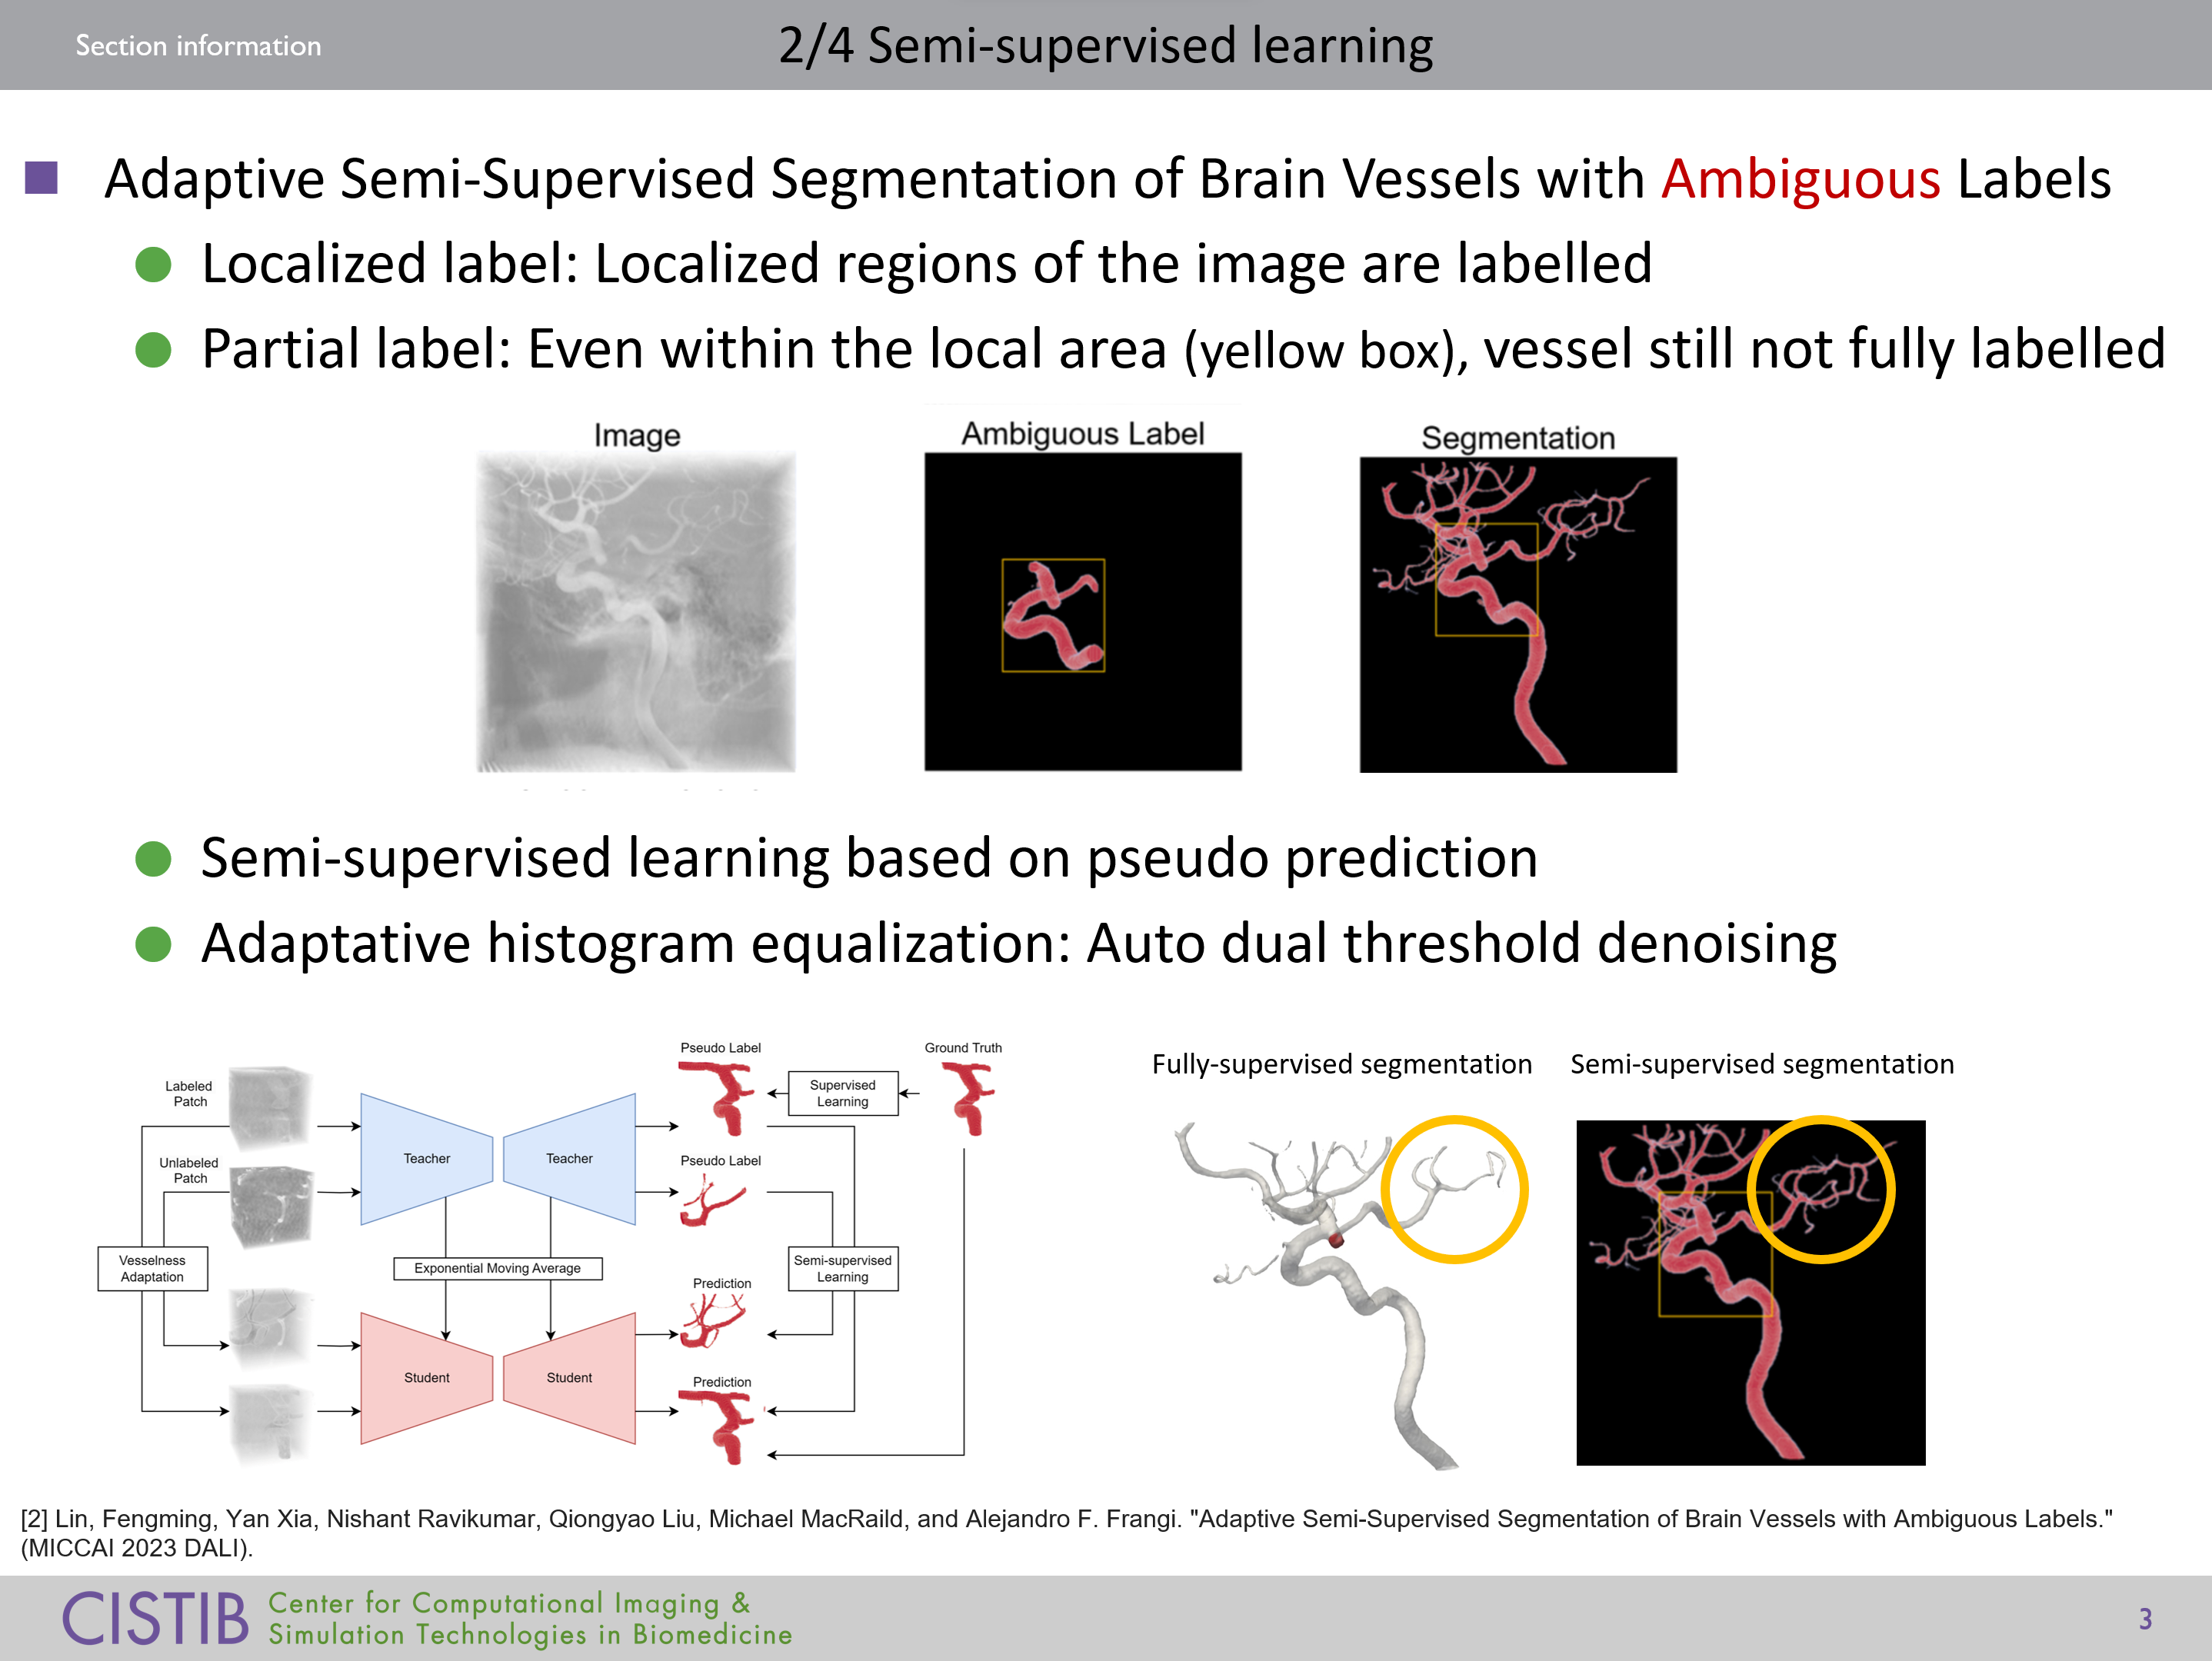 Section information
2/4 Semi-supervised learning
Adaptive Semi-Supervised Segmentation of Brain Vessels with Ambiguous Labels
Localized label: Localized regions of the image are labelled
Partial label: Even within the local area (yellow box), vessel still not fully labelled
Image
Ambiguous Label
Segmentation
Semi-supervised learning based on pseudo prediction
Adaptative histogram equalization: Auto dual threshold denoising
Labeled
Patch
Unlabeled
Patch
Vesselness
Adaptation
Teacher
Teacher
Exponential Moving Average
Student
Student
Pseudo Label
Pseudo Label
Prediction
Prediction
Supervised
Learning
Ground Truth
Semi-supervised
Learning
Fully-supervised segmentation
Semi-supervised segmentation
[2] Lin, Fengming, Yan Xia, Nishant Ravikumar, Qiongyao Liu, Michael MacRaild, and Alejandro F. Frangi. "Adaptive Semi-Supervised Segmentation of Brain Vessels with Ambiguous Labels."
(MICCAI 2023 DALI).
CISTIB
Center for Computational Imaging &
Simulation Technologies in Biomedicine
3